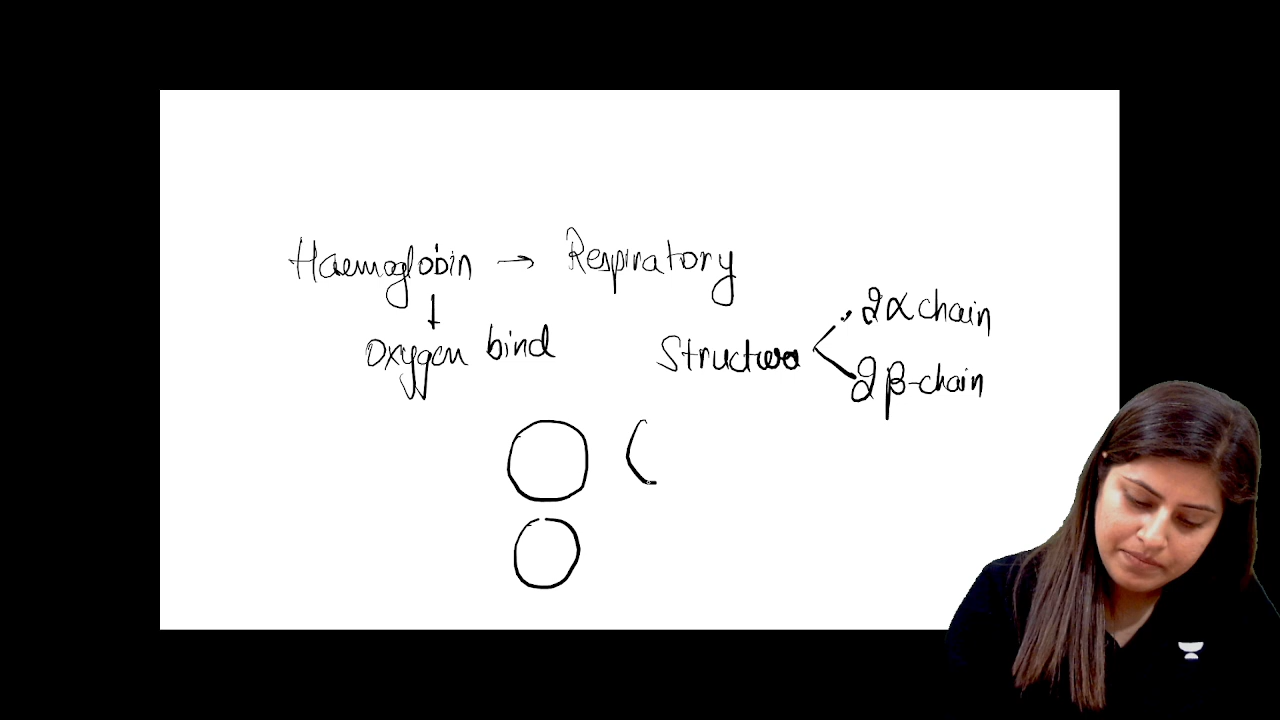 Haemoglobin → Respiratory
↓
Oxygen bind
Structure
2α chain
2β-chain